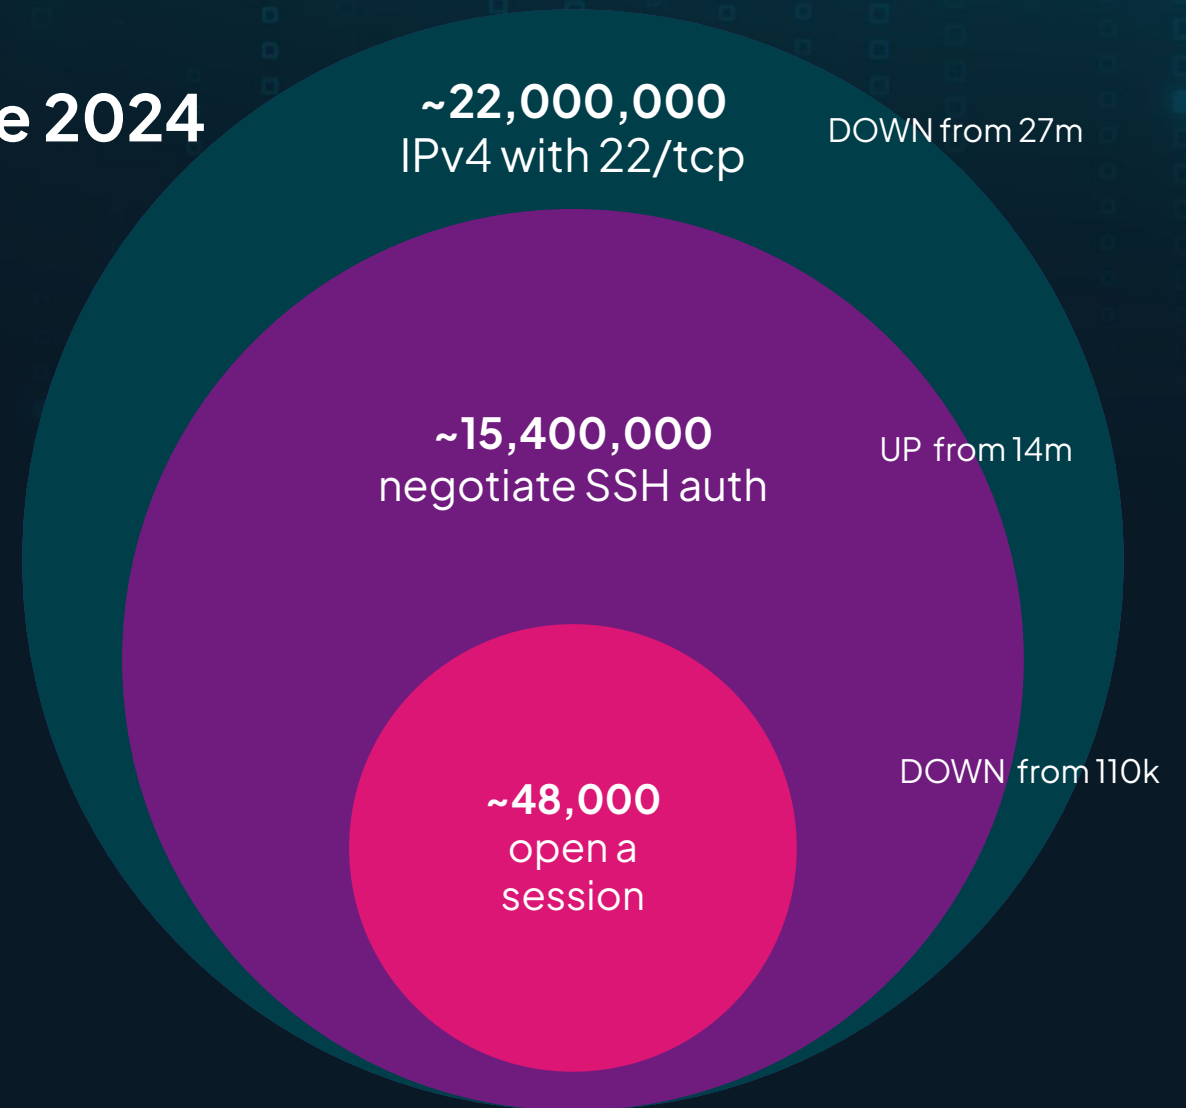 e 2024
~22,000,000
IPv4 with 22/tcp
DOWN from 27m
~15,400,000
negotiate SSH auth
UP from 14m
~48,000
open a
session
DOWN from 110k